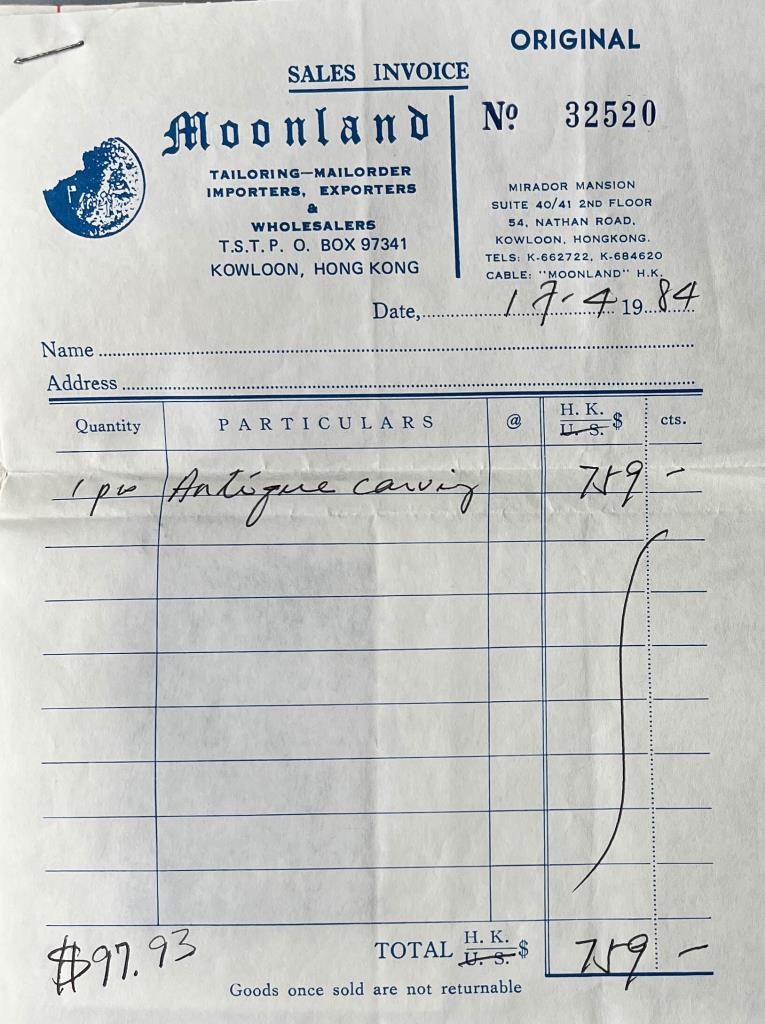 ORIGINAL
SALES INVOICE
Moonland
TAILORING—MAILORDER
IMPORTERS, EXPORTERS
&
WHOLESALERS
T.S.T. P. O. BOX 97341
KOWLOON, HONG KONG
Nº 32520
MIRADOR MANSION
SUITE 40/41 2ND FLOOR
54, NATHAN ROAD,
KOWLOON, HONGKONG.
TELS: K-662722, K-684620
CABLE: "MOONLAND" H.K.
Date, 17-4 19 84
Name
Address
Quantity PARTICULARS @ H. K. U. S. $ cts.
1 Antique carving 759 -
$97.93
TOTAL H. K. U. S. $ 759 -
Goods once sold are not returnable